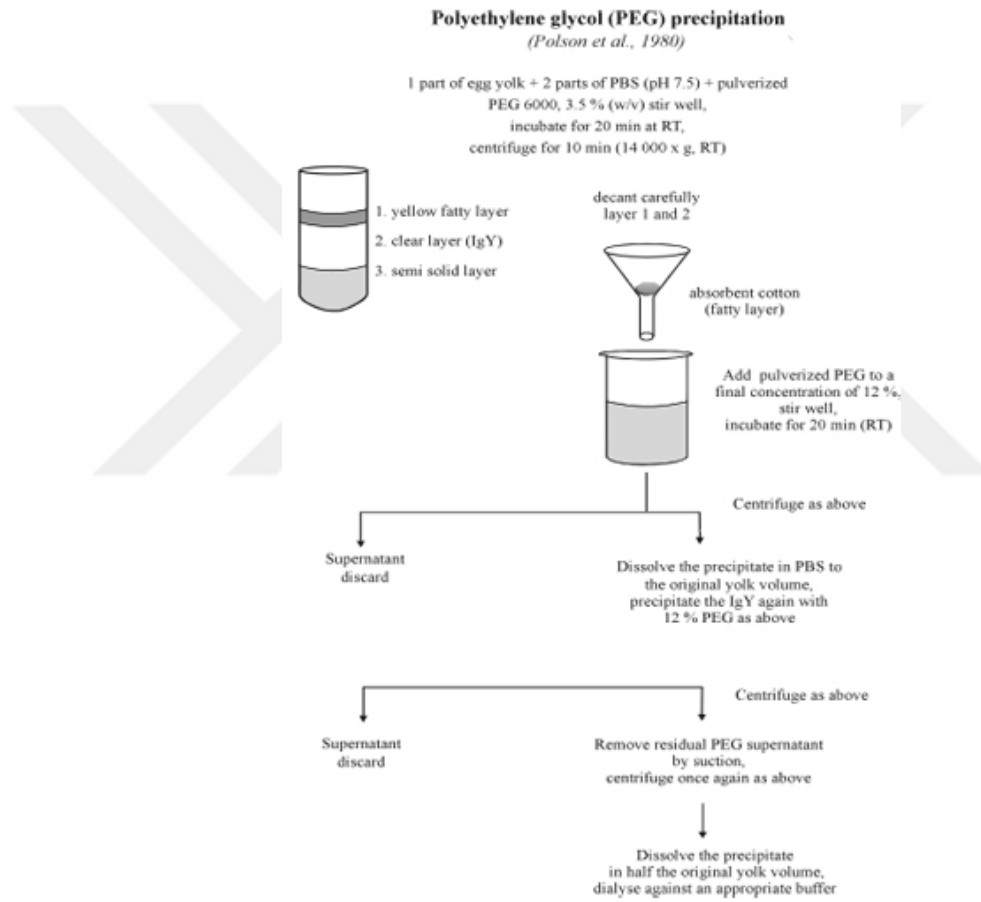 Polyethylene glycol (PEG) precipitation
(Polson et al., 1980)
1 part of egg yolk + 2 parts of PBS (pH 7.5) + pulverized
PEG 6000, 3.5 % (w/v) stir well,
incubate for 20 min at RT,
centrifuge for 10 min (14 000 x g, RT)
1. yellow fatty layer
2. clear layer (IgY)
3. semi solid layer
decant carefully
layer 1 and 2
absorbent cotton
(fatty layer)
Add pulverized PEG to a
final concentration of 12 %,
stir well,
incubate for 20 min (RT)
Centrifuge as above
Supernatant
discard
Dissolve the precipitate in PBS to
the original yolk volume,
precipitate the IgY again with
12 % PEG as above
Centrifuge as above
Supernatant
discard
Remove residual PEG supernatant
by suction,
centrifuge once again as above
Dissolve the precipitate
in half the original yolk volume,
dialyse against an appropriate buffer